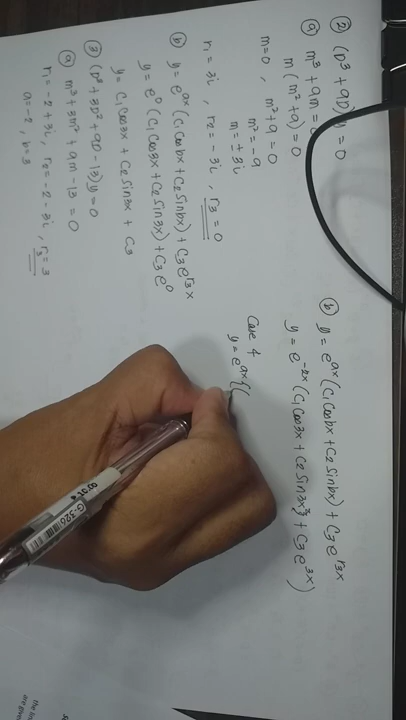 ② (D³ + 9D)y = 0
ⓐ m³ + 9m =
m (m² + 9) = 0
m = 0 , m² + 9 = 0
m² = -9
m = ± 3i
r₁ = 3i , r₂ = -3i , r₃ = 0
ⓑ y = e^ax (C₁ Cos bx + C₂ Sin bx) + C₃ e^r₃x
y = e⁰ (C₁ Cos 3x + C₂ Sin 3x) + C₃ e⁰
y = C₁ Cos 3x + C₂ Sin 3x + C₃
③ (D³ + 3D² + 9D - 13)y = 0
ⓐ m³ + 3m² + 9m - 13 = 0
r₁ = -2 + 3i , r₂ = -2 - 3i , r₃ = 3
a = -2 , b = 3
ⓑ y = e^ax (C₁ Cos bx + C₂ Sin bx) + C₃ e^r₃x
y = e^-2x (C₁ Cos 3x + C₂ Sin 3x} + C₃ e^3x)
Case 4
y = e^ax {(
G-326
the
are give